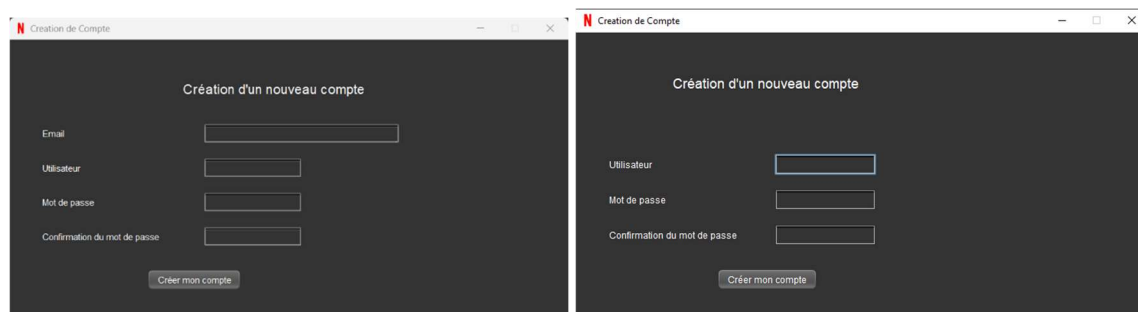 N Creation de Compte
Création d'un nouveau compte
Email
Utilisateur
Mot de passe
Confirmation du mot de passe
Créer mon compte
N Creation de Compte
Création d'un nouveau compte
Utilisateur
Mot de passe
Confirmation du mot de passe
Créer mon compte